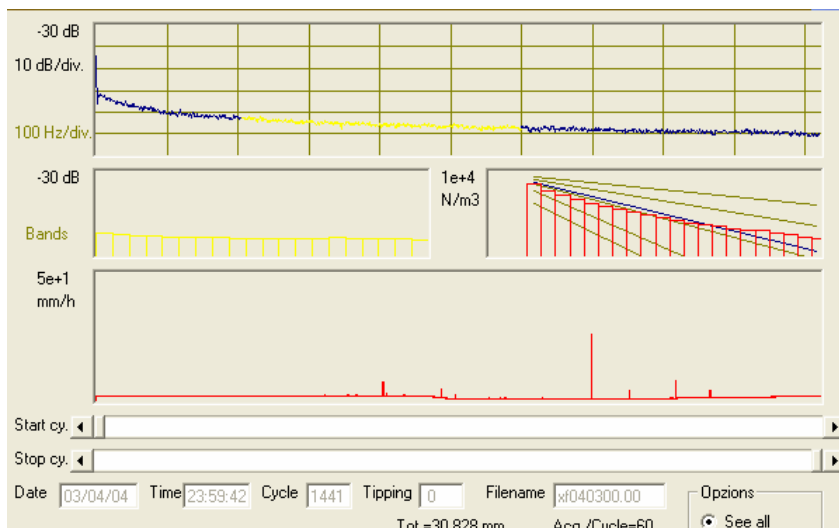 -30 dB
10 dB/div.
100 Hz/div.
-30 dB
Bands
1e+4
N/m3
5e+1
mm/h
Start cy.
Stop cy.
Date 03/04/04 Time 23:59:42 Cycle 1441 Tipping 0 Filename xf040300.00 Opzions
Tot =30.828 mm Acq./Cycle=60 See all